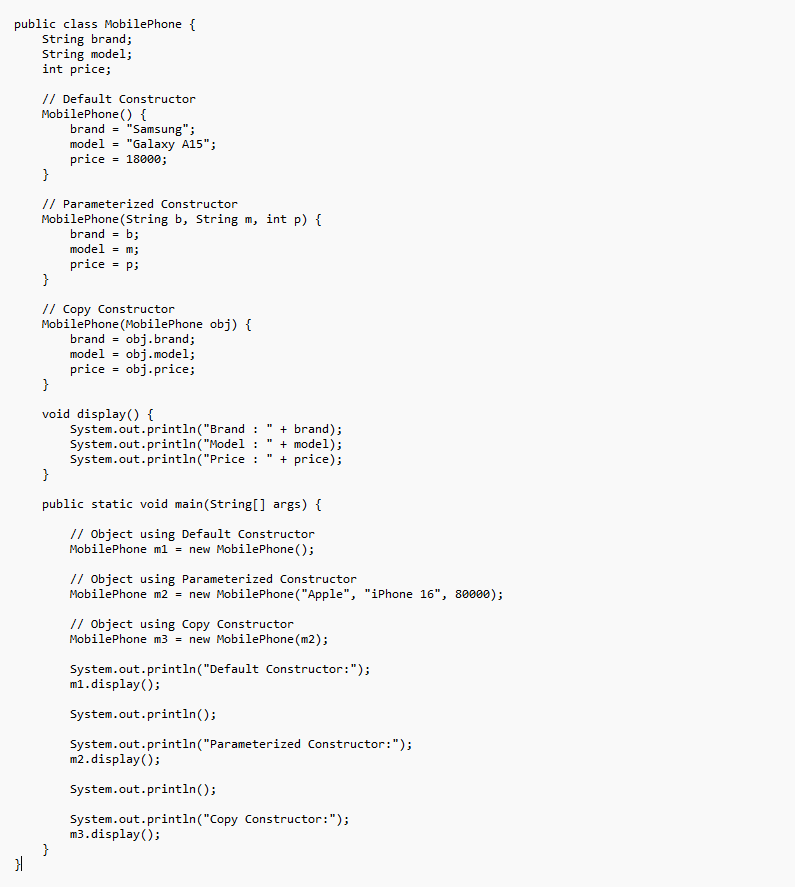 public class MobilePhone {
    String brand;
    String model;
    int price;

    // Default Constructor
    MobilePhone() {
        brand = "Samsung";
        model = "Galaxy A15";
        price = 18000;
    }

    // Parameterized Constructor
    MobilePhone(String b, String m, int p) {
        brand = b;
        model = m;
        price = p;
    }

    // Copy Constructor
    MobilePhone(MobilePhone obj) {
        brand = obj.brand;
        model = obj.model;
        price = obj.price;
    }

    void display() {
        System.out.println("Brand : " + brand);
        System.out.println("Model : " + model);
        System.out.println("Price : " + price);
    }

    public static void main(String[] args) {

        // Object using Default Constructor
        MobilePhone m1 = new MobilePhone();

        // Object using Parameterized Constructor
        MobilePhone m2 = new MobilePhone("Apple", "iPhone 16", 80000);

        // Object using Copy Constructor
        MobilePhone m3 = new MobilePhone(m2);

        System.out.println("Default Constructor:");
        m1.display();

        System.out.println();

        System.out.println("Parameterized Constructor:");
        m2.display();

        System.out.println();

        System.out.println("Copy Constructor:");
        m3.display();
    }
}